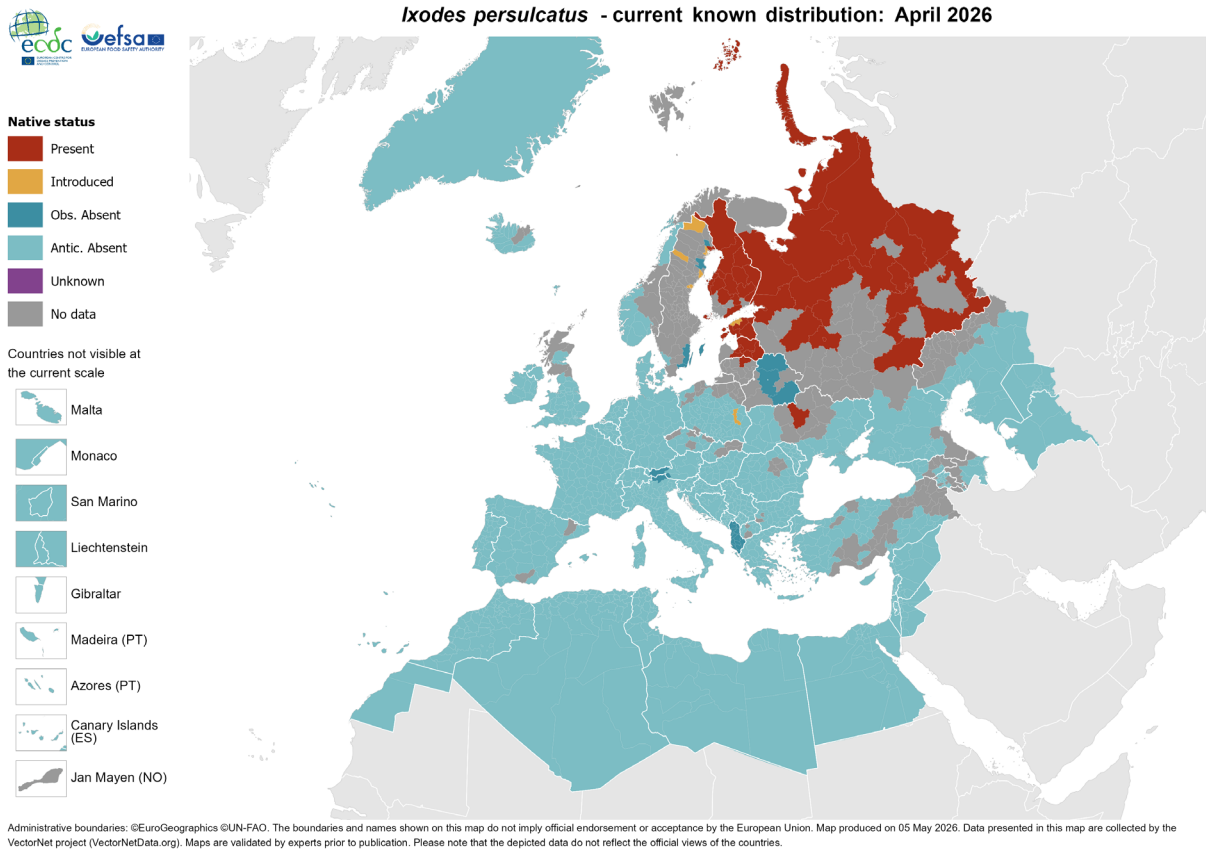 Ixodes persulcatus - current known distribution: April 2026
ecdc
efsa
EUROPEAN FOOD SAFETY AUTHORITY
Native status
Present
Introduced
Obs. Absent
Antic. Absent
Unknown
No data
Countries not visible at
the current scale
Malta
Monaco
San Marino
Liechtenstein
Gibraltar
Madeira (PT)
Azores (PT)
Canary Islands
(ES)
Jan Mayen (NO)
Administrative boundaries: ©EuroGeographics ©UN-FAO. The boundaries and names shown on this map do not imply official endorsement or acceptance by the European Union. Map produced on 05 May 2026. Data presented in this map are collected by the
VectorNet project (VectorNetData.org). Maps are validated by experts prior to publication. Please note that the depicted data do not reflect the official views of the countries.